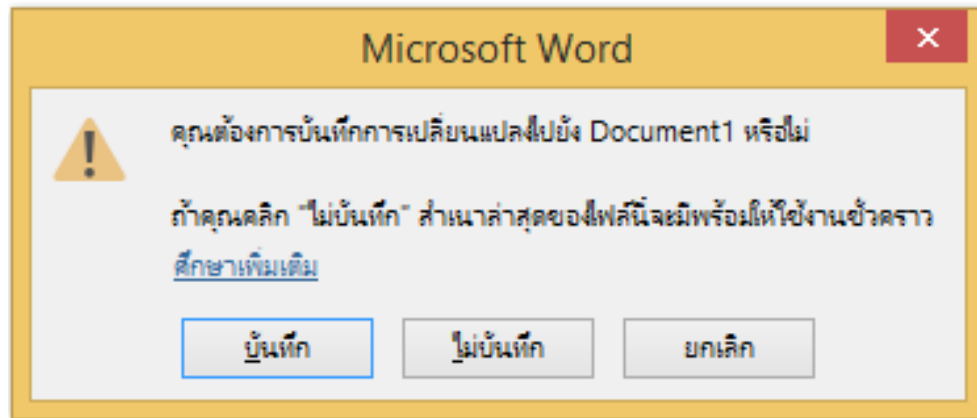 Microsoft Word
คุณต้องการบันทึกการเปลี่ยนแปลงไปยัง Document1 หรือไม่
ถ้าคุณคลิก "ไม่บันทึก" สำเนาล่าสุดของไฟล์นี้จะมีพร้อมให้ใช้งานชั่วคราว
ศึกษาเพิ่มเติม
บันทึก
ไม่บันทึก
ยกเลิก